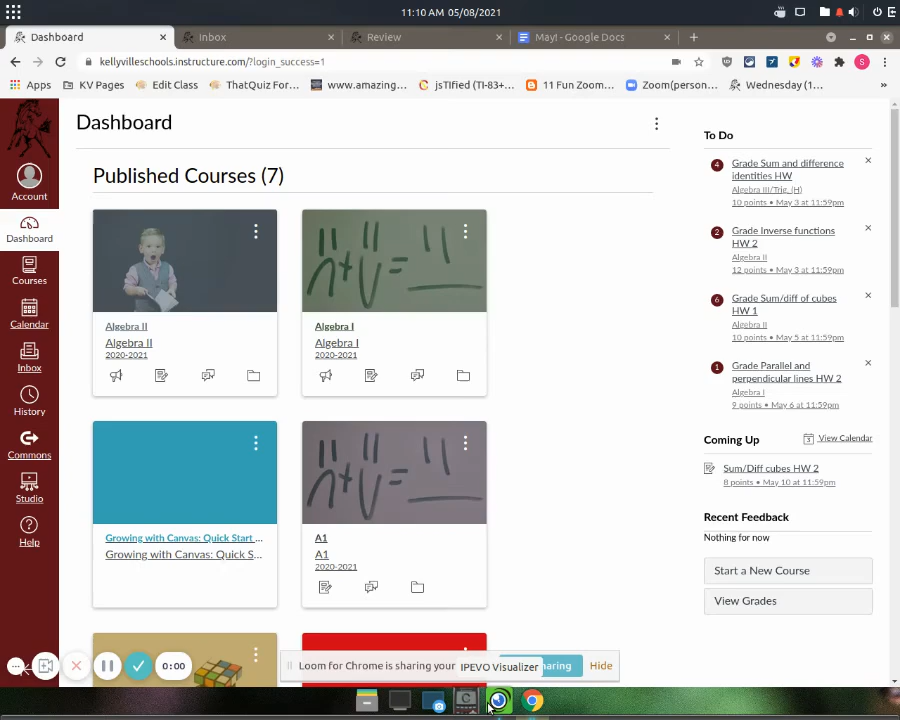 11:10 AM 05/08/2021
Dashboard
Inbox
Review
May! - Google Docs
kellyvilleschools.instructure.com/?login_success=1
Apps
KV Pages
Edit Class
ThatQuiz For...
www.amazing...
jsTIfied (TI-83+...
11 Fun Zoom...
Zoom(person...
Wednesday (1...
»
Account
Dashboard
Courses
Calendar
Inbox
History
Commons
Studio
Help
Dashboard
Published Courses (7)
Algebra II
Algebra II
2020-2021
Algebra I
Algebra I
2020-2021
Growing with Canvas: Quick Start ...
Growing with Canvas: Quick S...
A1
A1
2020-2021
To Do
4
Grade Sum and difference
identities HW
Algebra III/Trig. (H)
10 points • May 3 at 11:59pm
2
Grade Inverse functions
HW 2
Algebra II
12 points • May 3 at 11:59pm
6
Grade Sum/diff of cubes
HW 1
Algebra II
10 points • May 5 at 11:59pm
1
Grade Parallel and
perpendicular lines HW 2
Algebra I
9 points • May 6 at 11:59pm
Coming Up
View Calendar
Sum/Diff cubes HW 2
8 points • May 10 at 11:59pm
Recent Feedback
Nothing for now
Start a New Course
View Grades
0:00
Loom for Chrome is sharing your
IPEVO Visualizer
haring
Hide